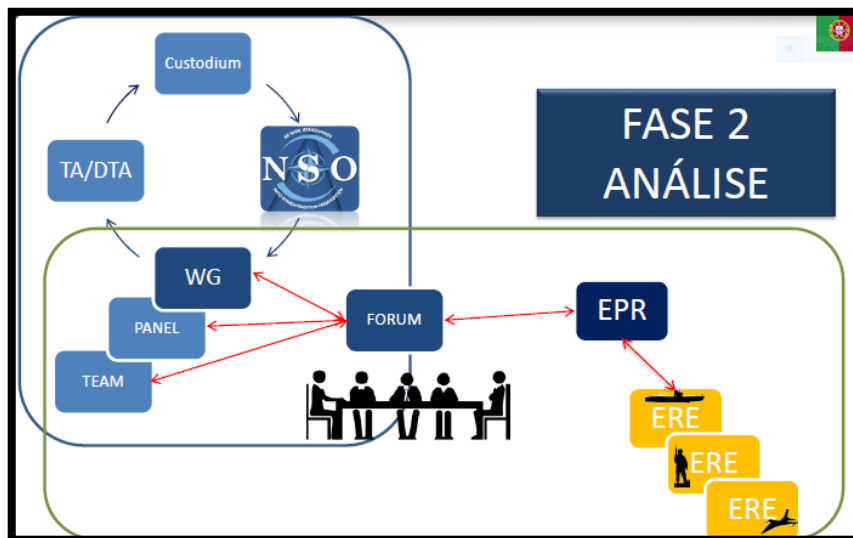 Custodium
FASE 2
ANÁLISE
TA/DTA
NSO
WG
FORUM
EPR
PANEL
TEAM
ERE
ERE
ERE